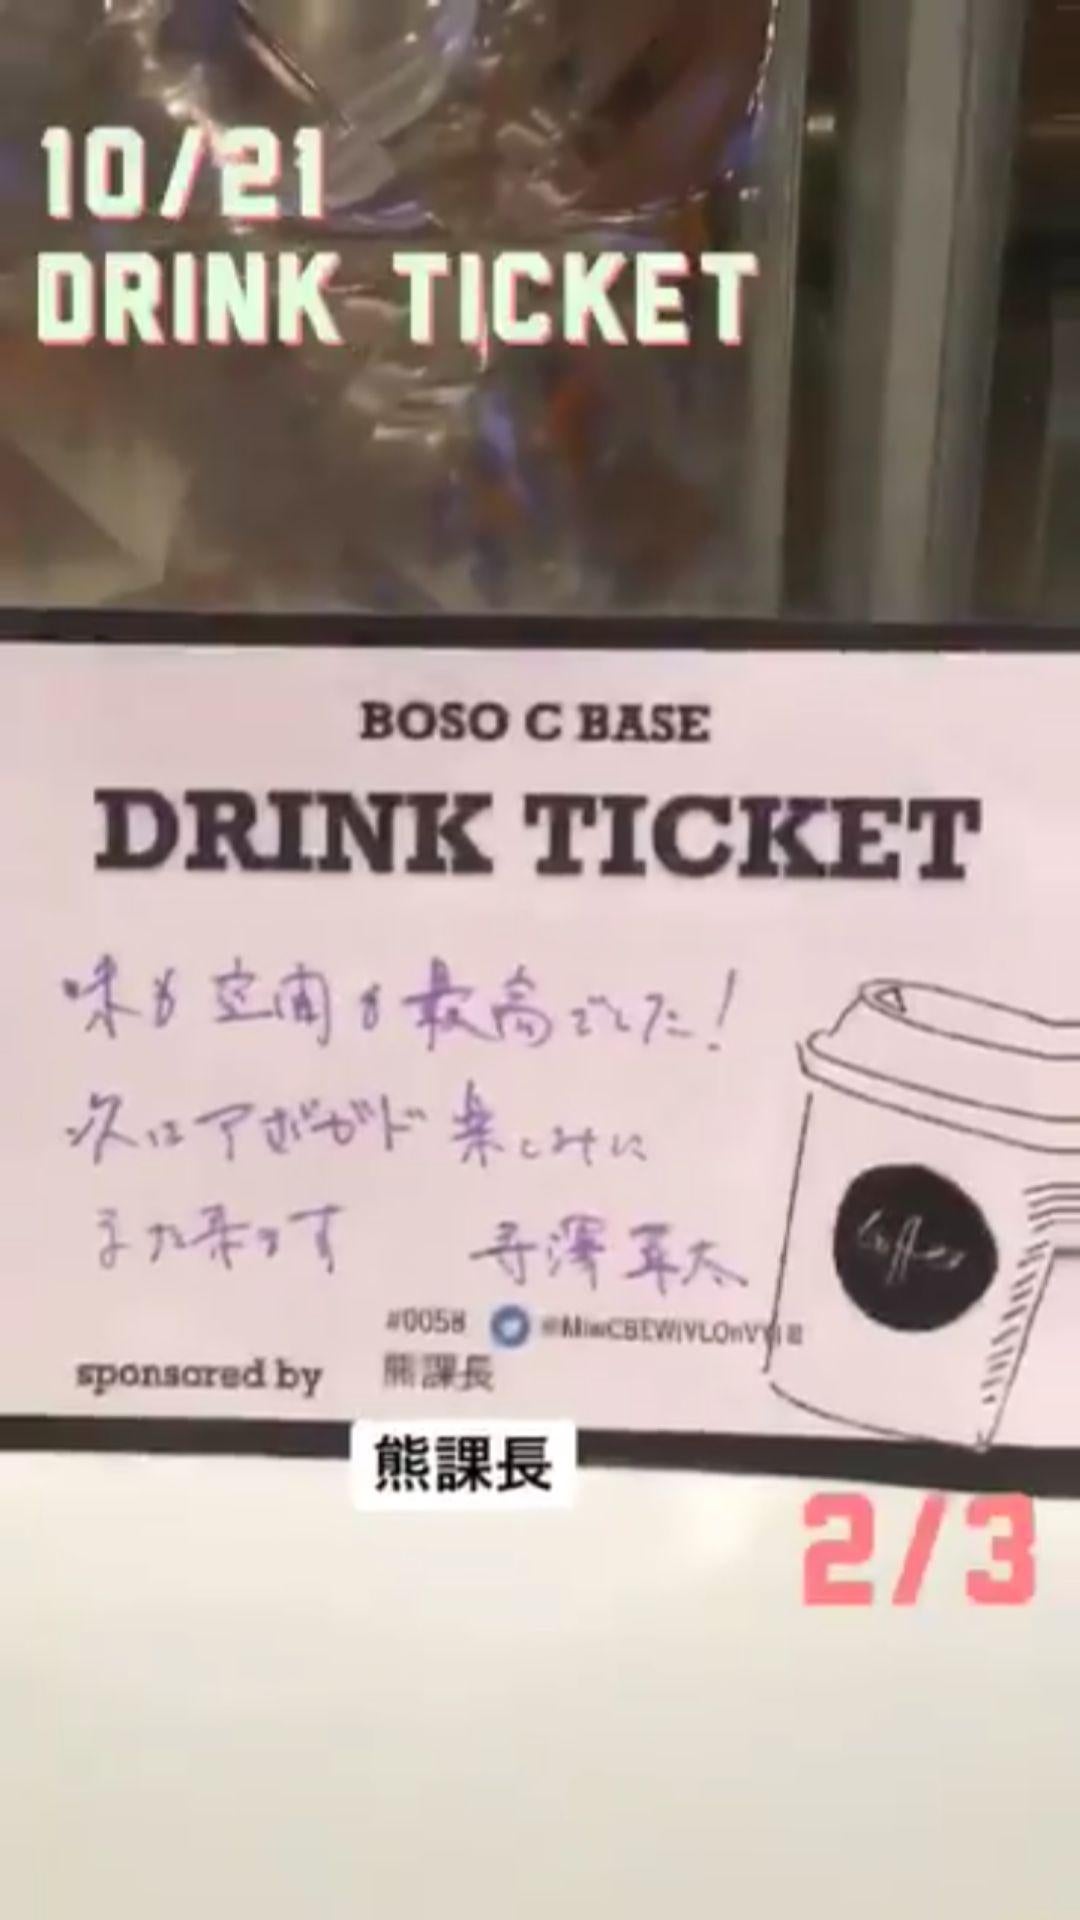 10/21
DRINK TICKET
BOSO C BASE
DRINK TICKET
味も空間も最高でした!
次はアボガド楽しみに
また来ます
#0058
sponsared by 熊課長
熊課長
2/3